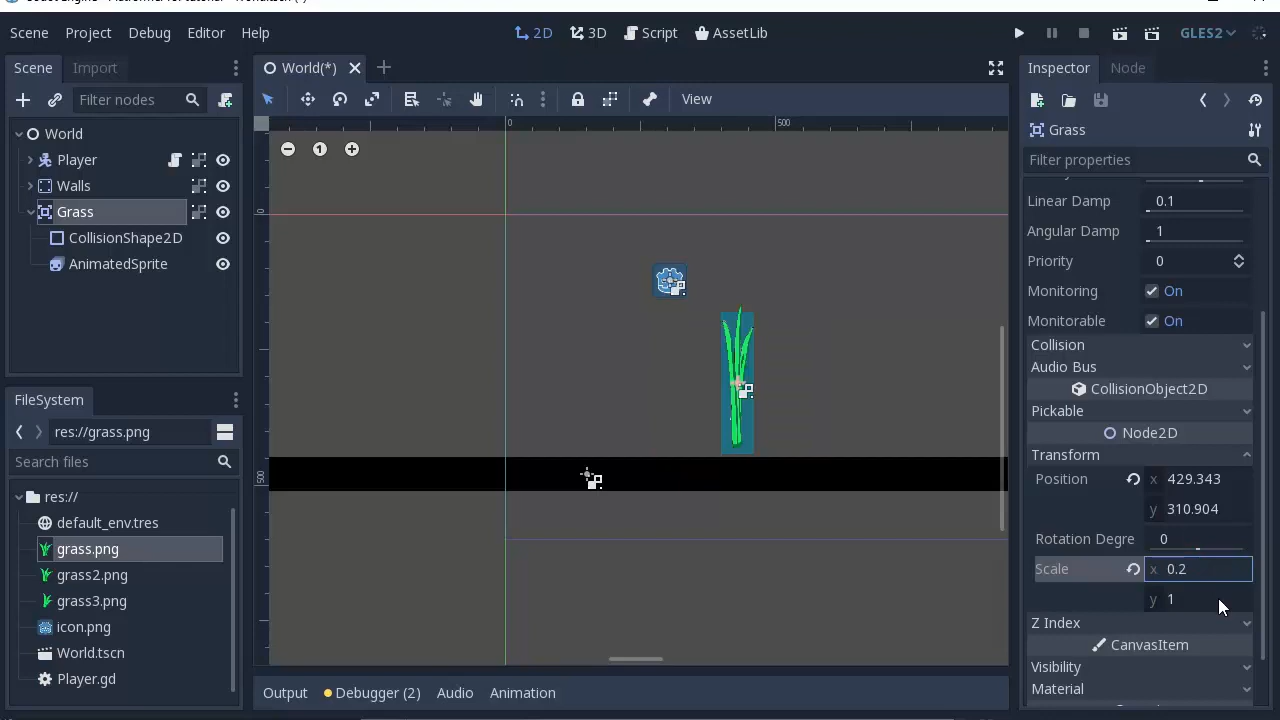 Scene Project Debug Editor Help 2D 3D Script AssetLib GLES2
Scene Import
Filter nodes
World
Player
Walls
Grass
CollisionShape2D
AnimatedSprite
FileSystem
res://grass.png
Search files
res://
default_env.tres
grass.png
grass2.png
grass3.png
icon.png
World.tscn
Player.gd
World(*)
View
0 500
1
0
500
Output Debugger (2) Audio Animation
Inspector Node
Grass
Filter properties
Linear Damp 0.1
Angular Damp 1
Priority 0
Monitoring On
Monitorable On
Collision
Audio Bus
CollisionObject2D
Pickable
Node2D
Transform
Position x 429.343
y 310.904
Rotation Degre 0
Scale x 0.2
y 1
Z Index
CanvasItem
Visibility
Material